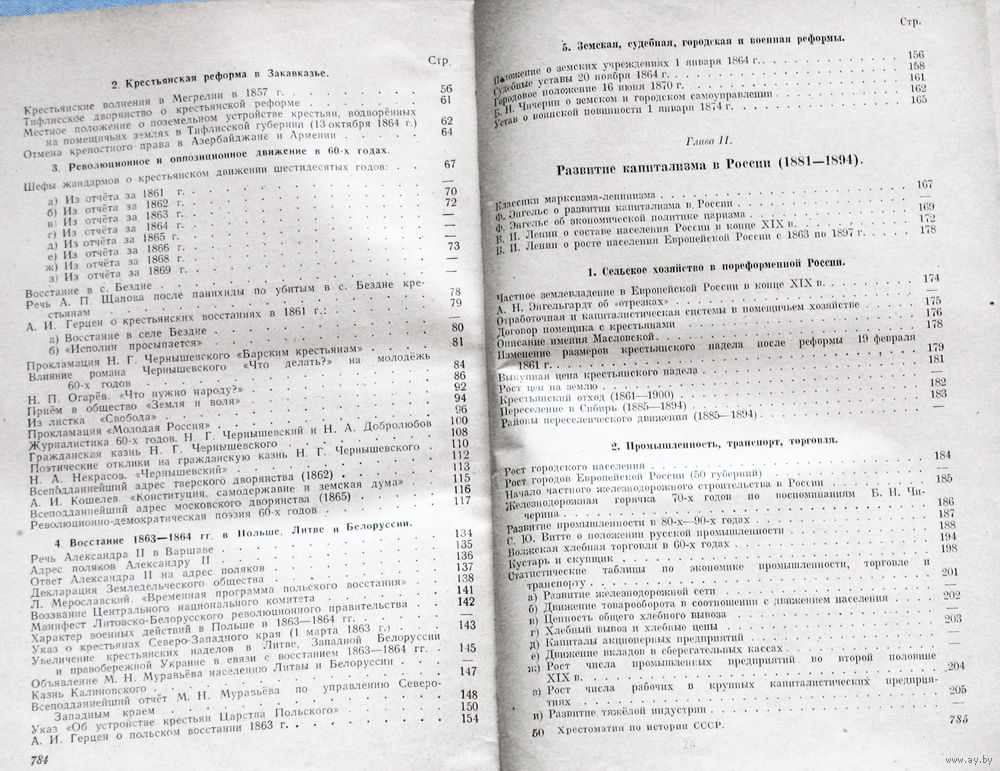 Стр.
2. Крестьянская реформа в Закавказье.
Крестьянские волнения в Мегрелии в 1857 г. 56
Тифлисское дворянство о крестьянской реформе 61
Местное положение о поземельном устройстве крестьян, водворённых
на помещичьих землях в Тифлисской губернии (13 октября 1864 г.) 62
Отмена крепостного права в Азербайджане и Армении 64
3. Революционное и оппозиционное движение в 60-х годах.
Шефы жандармов о крестьянском движении шестидесятых годов: 67
а) Из отчёта за 1861 г. —
б) Из отчёта за 1862 г. 70
в) Из отчёта за 1863 г. 72
г) Из отчёта за 1864 г. —
д) Из отчёта за 1865 г. —
е) Из отчёта за 1866 г. —
ж) Из отчёта за 1868 г. 73
з) Из отчёта за 1869 г. —
Восстание в с. Бездне —
Речь А. П. Щапова после панихиды по убитым в с. Бездне кре-
стьянам 78
А. И. Герцен о крестьянских восстаниях в 1861 г.: 79
а) Восстание в селе Бездне —
б) «Исполин просыпается» 80
Прокламация Н. Г. Чернышевского «Барским крестьянам» 81
Влияние романа Чернышевского «Что делать?» на молодёжь
60-х годов 84
Н. П. Огарёв. «Что нужно народу?» 86
Приём в общество «Земля и воля» 92
Из листка «Свобода» 94
Прокламация «Молодая Россия» 96
Журналистика 60-х годов. Н. Г. Чернышевский и Н. А. Добролюбов 100
Гражданская казнь Н. Г. Чернышевского 108
Поэтические отклики на гражданскую казнь Н. Г. Чернышевского 110
Н. А. Некрасов. «Чернышевский» 112
Всеподданнейший адрес тверского дворянства (1862) 113
А. И. Кошелев. «Конституция, самодержавие и земская дума» 115
Всеподданнейший адрес московского дворянства (1865) 116
Революционно-демократическая поэзия 60-х годов 117
4. Восстание 1863—1864 гг. в Польше, Литве и Белоруссии.
Речь Александра II в Варшаве 134
Адрес поляков Александру II 135
Ответ Александра II на адрес поляков 136
Декларация Земледельческого общества 137
Л. Мерославский. «Временная программа польского восстания» 138
Воззвание Центрального национального комитета 141
Манифест Литовско-Белорусского революционного правительства 142
Характер военных действий в Польше в 1863—1864 гг. —
Указ о крестьянах Северо-Западного края (1 марта 1863 г.) 143
Увеличение крестьянских наделов в Литве, Западной Белоруссии
и правобережной Украине в связи с восстанием 1863—1864 гг. 145
Объявление М. Н. Муравьёва населению Литвы и Белоруссии —
Казнь Калиновского 147
Всеподданнейший отчёт М. Н. Муравьёва по управлению Северо-
Западным краем 148
Указ «Об устройстве крестьян Царства Польского» 150
А. И. Герцен о польском восстании 1863 г. 154
784
Стр.
5. Земская, судебная, городская и военная реформы.
Положение о земских учреждениях 1 января 1864 г. 156
Судебные уставы 20 ноября 1864 г. 158
Городовое положение 16 июня 1870 г. 161
Б. Н. Чичерин о земском и городском самоуправлении 162
Устав о воинской повинности 1 января 1874 г. 165
Глава II.
Развитие капитализма в России (1881—1894).
Классики марксизма-ленинизма 167
Ф. Энгельс о развитии капитализма в России —
Ф. Энгельс об экономической политике царизма 169
В. И. Ленин о составе населения России в конце XIX в. 172
В. И. Ленин о росте населения Европейской России с 1863 по 1897 г. 178
1. Сельское хозяйство в пореформенной России.
Частное землевладение в Европейской России в конце XIX в. 174
А. Н. Энгельгардт об «отрезках» —
Отработочная и капиталистическая системы в помещичьем хозяйстве 175
Договор помещика с крестьянами 176
Описание имения Масловской 178
Изменение размеров крестьянского надела после реформы 19 февраля
1861 г. 179
Выкупная цена крестьянского надела 181
Рост цен на землю —
Крестьянский отход (1861—1900) 182
Переселение в Сибирь (1885—1894) 183
Районы переселенческого движения (1885—1894) —
2. Промышленность, транспорт, торговля.
Рост городского населения 184
Рост городов Европейской России (50 губерний) —
Начало частного железнодорожного строительства в России 185
Железнодорожная горячка 70-х годов по воспоминаниям Б. Н. Чи-
черина 186
Развитие промышленности в 80-х—90-х годах 187
С. Ю. Витте о положении русской промышленности 188
Волжская хлебная торговля в 60-х годах 194
Кустарь и скупщик 198
Статистические таблицы по экономике промышленности, торговле и
транспорту 201
а) Развитие железнодорожной сети —
б) Движение товарооборота в соотношении с движением населения —
в) Ценность общего хлебного вывоза 202
г) Хлебный вывоз и хлебные цены —
д) Капиталы акционерных предприятий 203
е) Движение вкладов в сберегательных кассах —
ж) Рост числа промышленных предприятий во второй половине
XIX в. 204
з) Рост числа рабочих в крупных капиталистических предприя-
тиях —
и) Развитие тяжёлой индустрии 205
50 Хрестоматия по истории СССР.
785
www.ay.by